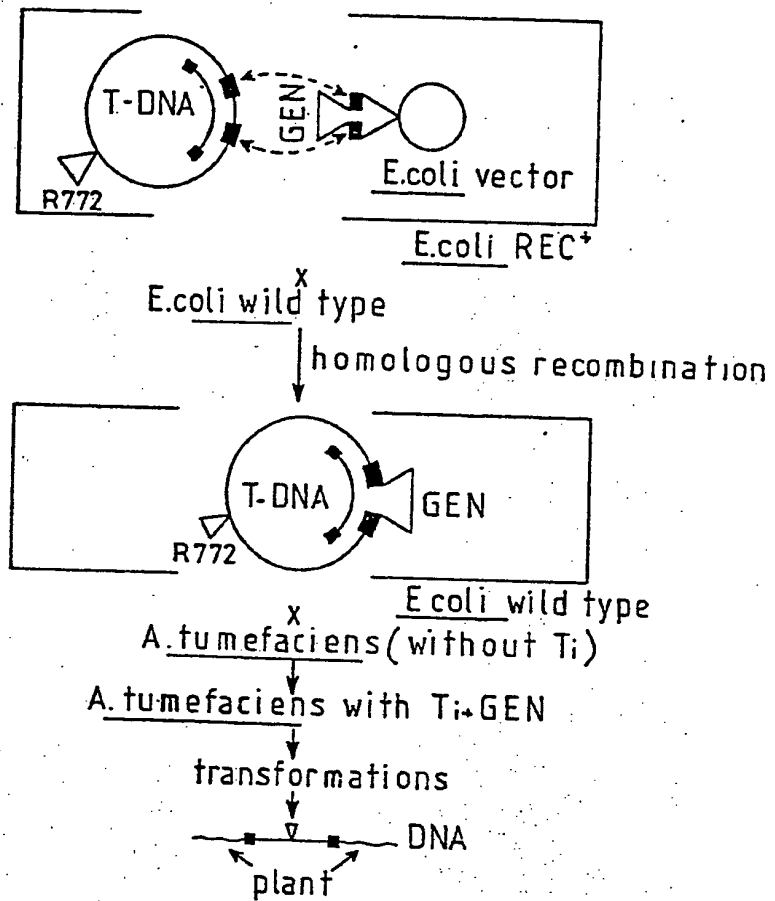 T-DNA
GEN
R772
E.coli vector
E.coli REC+
x
E.coli wild type
homologous recombination
T-DNA
GEN
R772
E coli wild type
x
A. tumefaciens (without Ti)
A. tumefaciens with Ti+GEN
transformations
DNA
plant